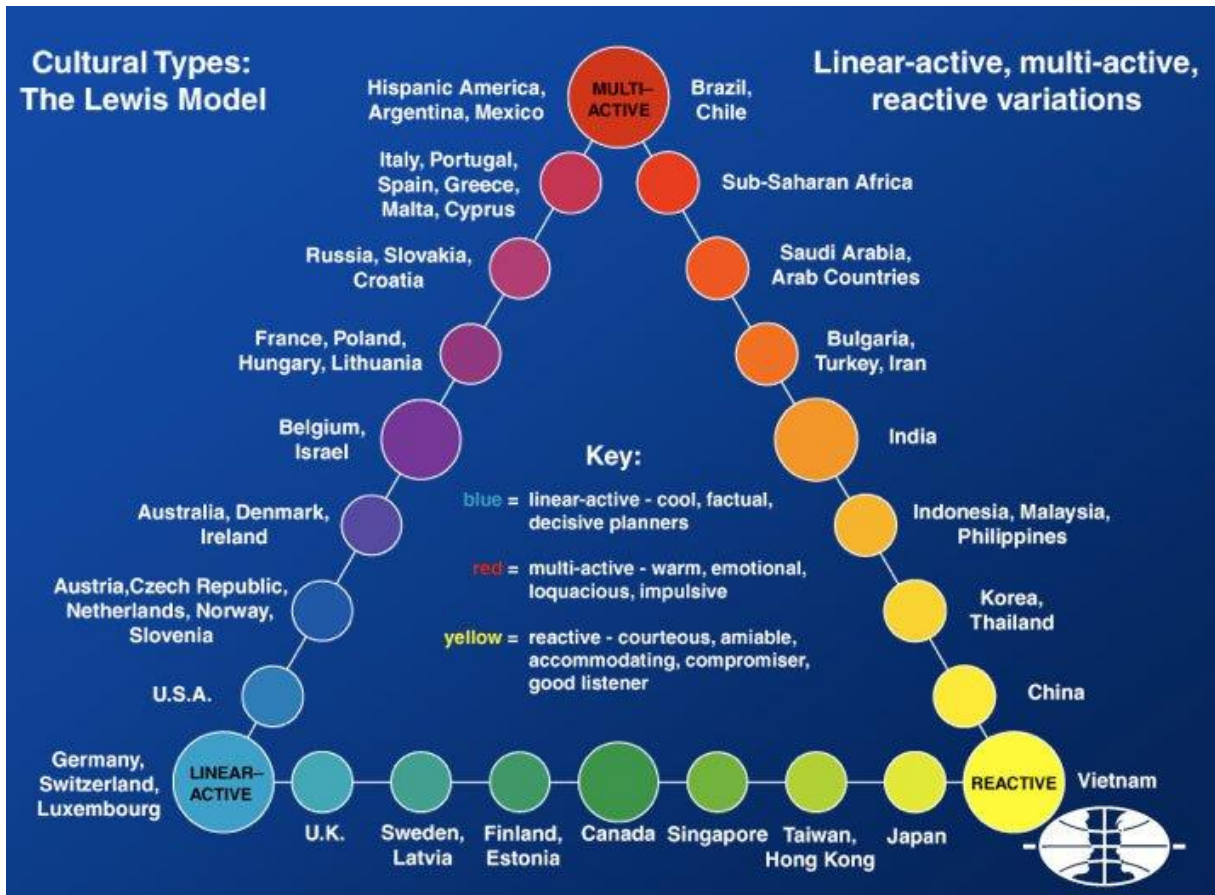 Cultural Types:
The Lewis Model
Linear-active, multi-active,
reactive variations
MULTI–
ACTIVE
Hispanic America,
Argentina, Mexico
Brazil,
Chile
Italy, Portugal,
Spain, Greece,
Malta, Cyprus
Sub-Saharan Africa
Russia, Slovakia,
Croatia
Saudi Arabia,
Arab Countries
France, Poland,
Hungary, Lithuania
Bulgaria,
Turkey, Iran
Belgium,
Israel
India
Key:
blue = linear-active - cool, factual,
decisive planners
red = multi-active - warm, emotional,
loquacious, impulsive
yellow = reactive - courteous, amiable,
accommodating, compromiser,
good listener
Australia, Denmark,
Ireland
Indonesia, Malaysia,
Philippines
Austria,Czech Republic,
Netherlands, Norway,
Slovenia
Korea,
Thailand
U.S.A.
China
Germany,
Switzerland,
Luxembourg
LINEAR–
ACTIVE
REACTIVE
Vietnam
U.K.
Sweden,
Latvia
Finland,
Estonia
Canada
Singapore
Taiwan,
Hong Kong
Japan